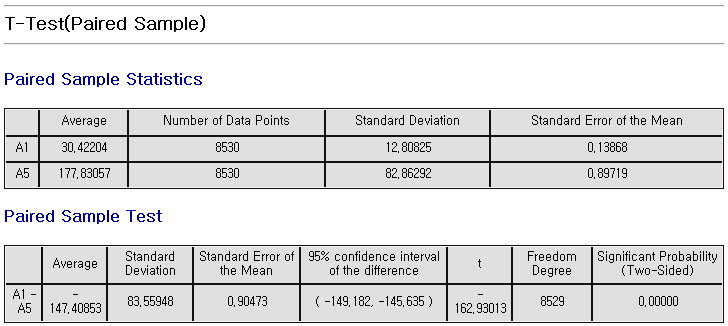 T-Test(Paired Sample)
Paired Sample Statistics
Average Number of Data Points Standard Deviation Standard Error of the Mean
A1 30,42204 8530 12,80825 0,13868
A5 177,83057 8530 82,86292 0,89719
Paired Sample Test
Average Standard Deviation Standard Error of the Mean 95% confidence interval of the difference t Freedom Degree Significant Probability (Two-Sided)
A1 - A5 -147,40853 83,55948 0,90473 ( -149,182, -145,635 ) -162,93013 8529 0,00000